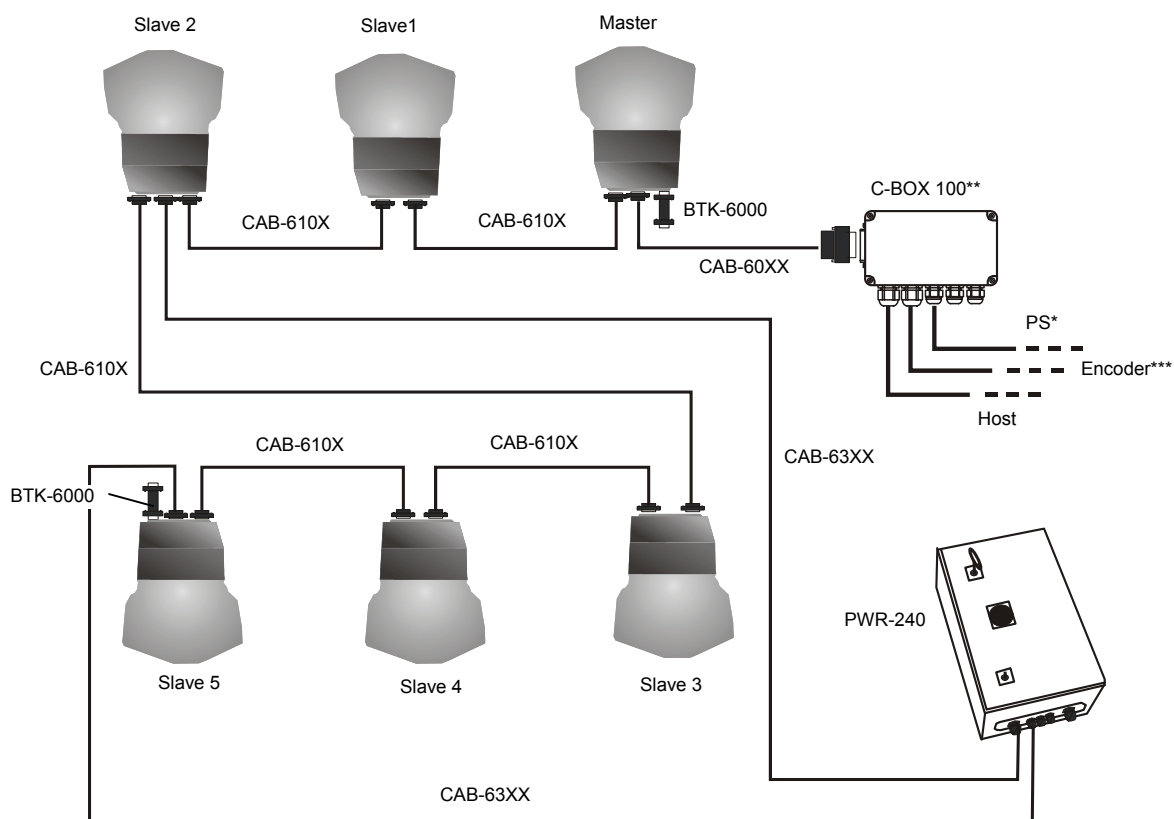 Slave 2
Slave1
Master
C-BOX 100**
BTK-6000
CAB-610X
CAB-610X
CAB-60XX
PS*
Encoder***
Host
CAB-610X
CAB-610X
CAB-610X
CAB-63XX
BTK-6000
PWR-240
Slave 5
Slave 4
Slave 3
CAB-63XX